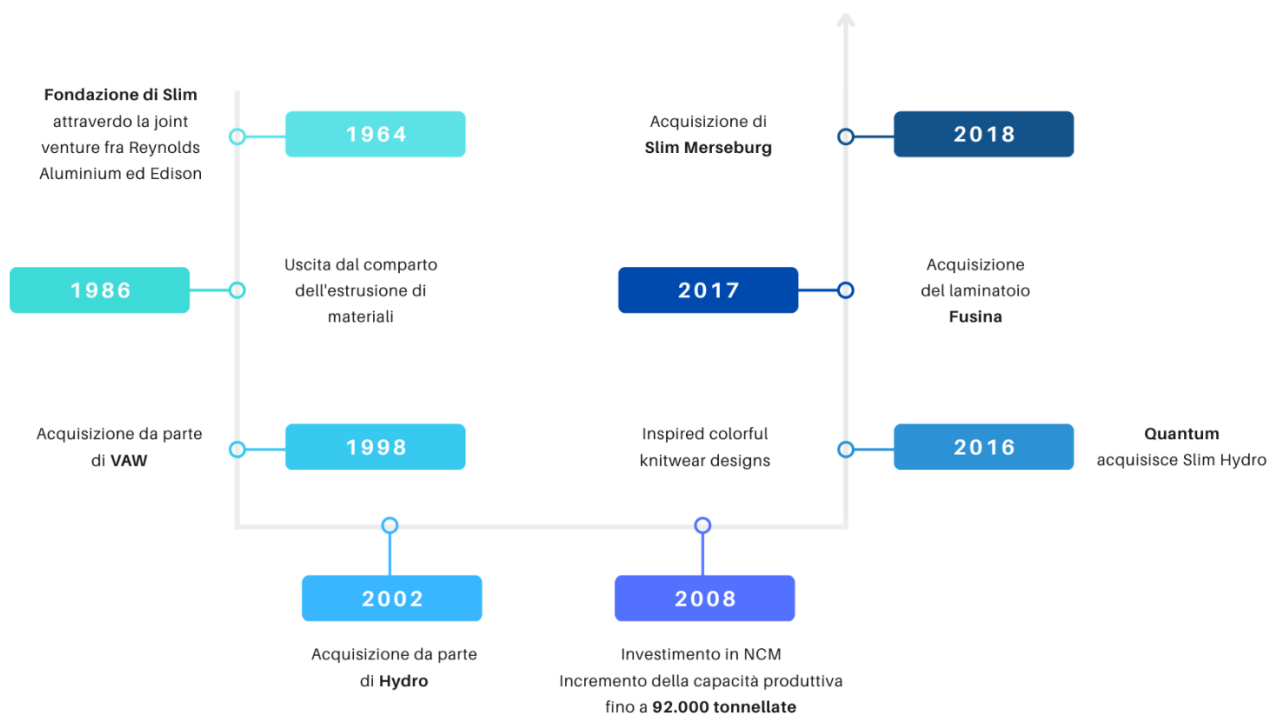 Fondazione di Slim
attraverdo la joint
venture fra Reynolds
Aluminium ed Edison
1964
1986
Uscita dal comparto
dell'estrusione di
materiali
Acquisizione da parte
di VAW
1998
2002
Acquisizione da parte
di Hydro
2008
Investimento in NCM
Incremento della capacità produttiva
fino a 92.000 tonnellate
Inspired colorful
knitwear designs
2016
Quantum
acquisisce Slim Hydro
2017
Acquisizione
del laminatoio
Fusina
Acquisizione di
Slim Merseburg
2018